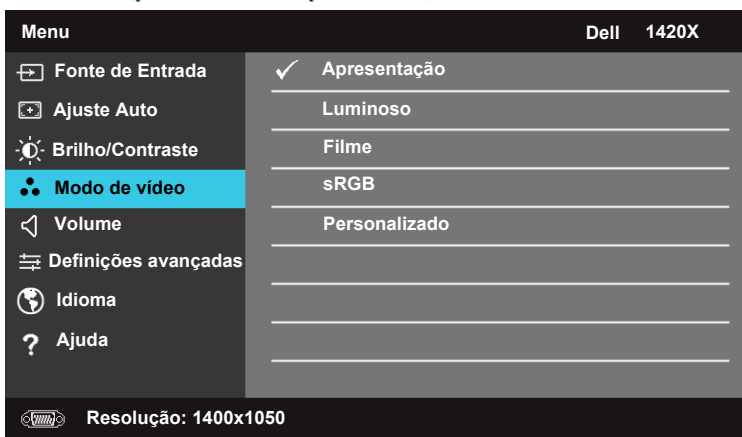 Menu Dell 1420X
Fonte de Entrada
Ajuste Auto
Brilho/Contraste
Modo de vídeo
Volume
Definições avançadas
Idioma
Ajuda
Apresentação
Luminoso
Filme
sRGB
Personalizado
Resolução: 1400x1050